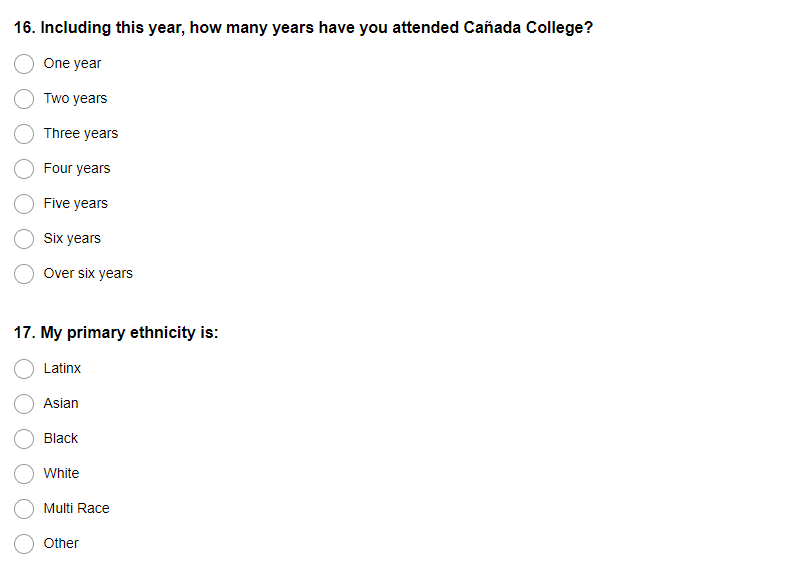 16. Including this year, how many years have you attended Cañada College?
One year
Two years
Three years
Four years
Five years
Six years
Over six years
17. My primary ethnicity is:
Latinx
Asian
Black
White
Multi Race
Other